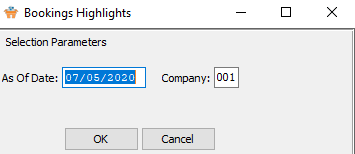 Bookings Highlights
Selection Parameters
As Of Date: 07/05/2020 Company: 001
OK Cancel